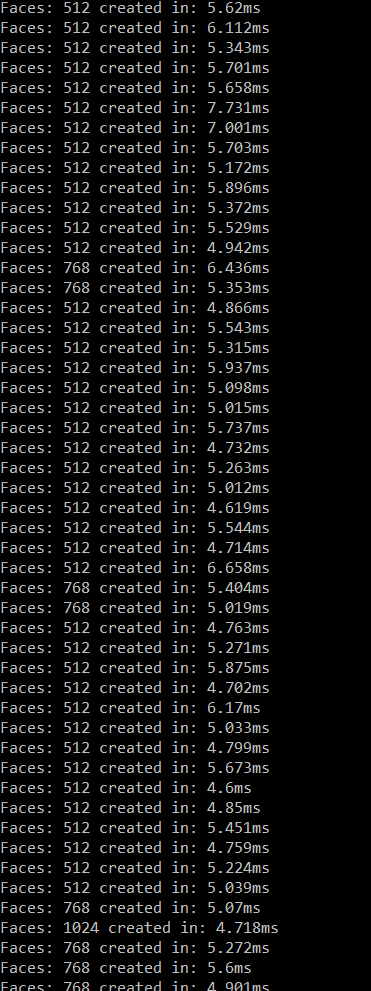 Faces: 512 created in: 5.62ms
Faces: 512 created in: 6.112ms
Faces: 512 created in: 5.343ms
Faces: 512 created in: 5.701ms
Faces: 512 created in: 5.658ms
Faces: 512 created in: 7.731ms
Faces: 512 created in: 7.001ms
Faces: 512 created in: 5.703ms
Faces: 512 created in: 5.172ms
Faces: 512 created in: 5.896ms
Faces: 512 created in: 5.372ms
Faces: 512 created in: 5.529ms
Faces: 512 created in: 4.942ms
Faces: 768 created in: 6.436ms
Faces: 768 created in: 5.353ms
Faces: 512 created in: 4.866ms
Faces: 512 created in: 5.543ms
Faces: 512 created in: 5.315ms
Faces: 512 created in: 5.937ms
Faces: 512 created in: 5.098ms
Faces: 512 created in: 5.015ms
Faces: 512 created in: 5.737ms
Faces: 512 created in: 4.732ms
Faces: 512 created in: 5.263ms
Faces: 512 created in: 5.012ms
Faces: 512 created in: 4.619ms
Faces: 512 created in: 5.544ms
Faces: 512 created in: 4.714ms
Faces: 512 created in: 6.658ms
Faces: 768 created in: 5.404ms
Faces: 768 created in: 5.019ms
Faces: 512 created in: 4.763ms
Faces: 512 created in: 5.271ms
Faces: 512 created in: 5.875ms
Faces: 512 created in: 4.702ms
Faces: 512 created in: 6.17ms
Faces: 512 created in: 5.033ms
Faces: 512 created in: 4.799ms
Faces: 512 created in: 5.673ms
Faces: 512 created in: 4.6ms
Faces: 512 created in: 4.85ms
Faces: 512 created in: 5.451ms
Faces: 512 created in: 4.759ms
Faces: 512 created in: 5.224ms
Faces: 512 created in: 5.039ms
Faces: 768 created in: 5.07ms
Faces: 1024 created in: 4.718ms
Faces: 768 created in: 5.272ms
Faces: 768 created in: 5.6ms
Faces: 768 created in: 4.901ms